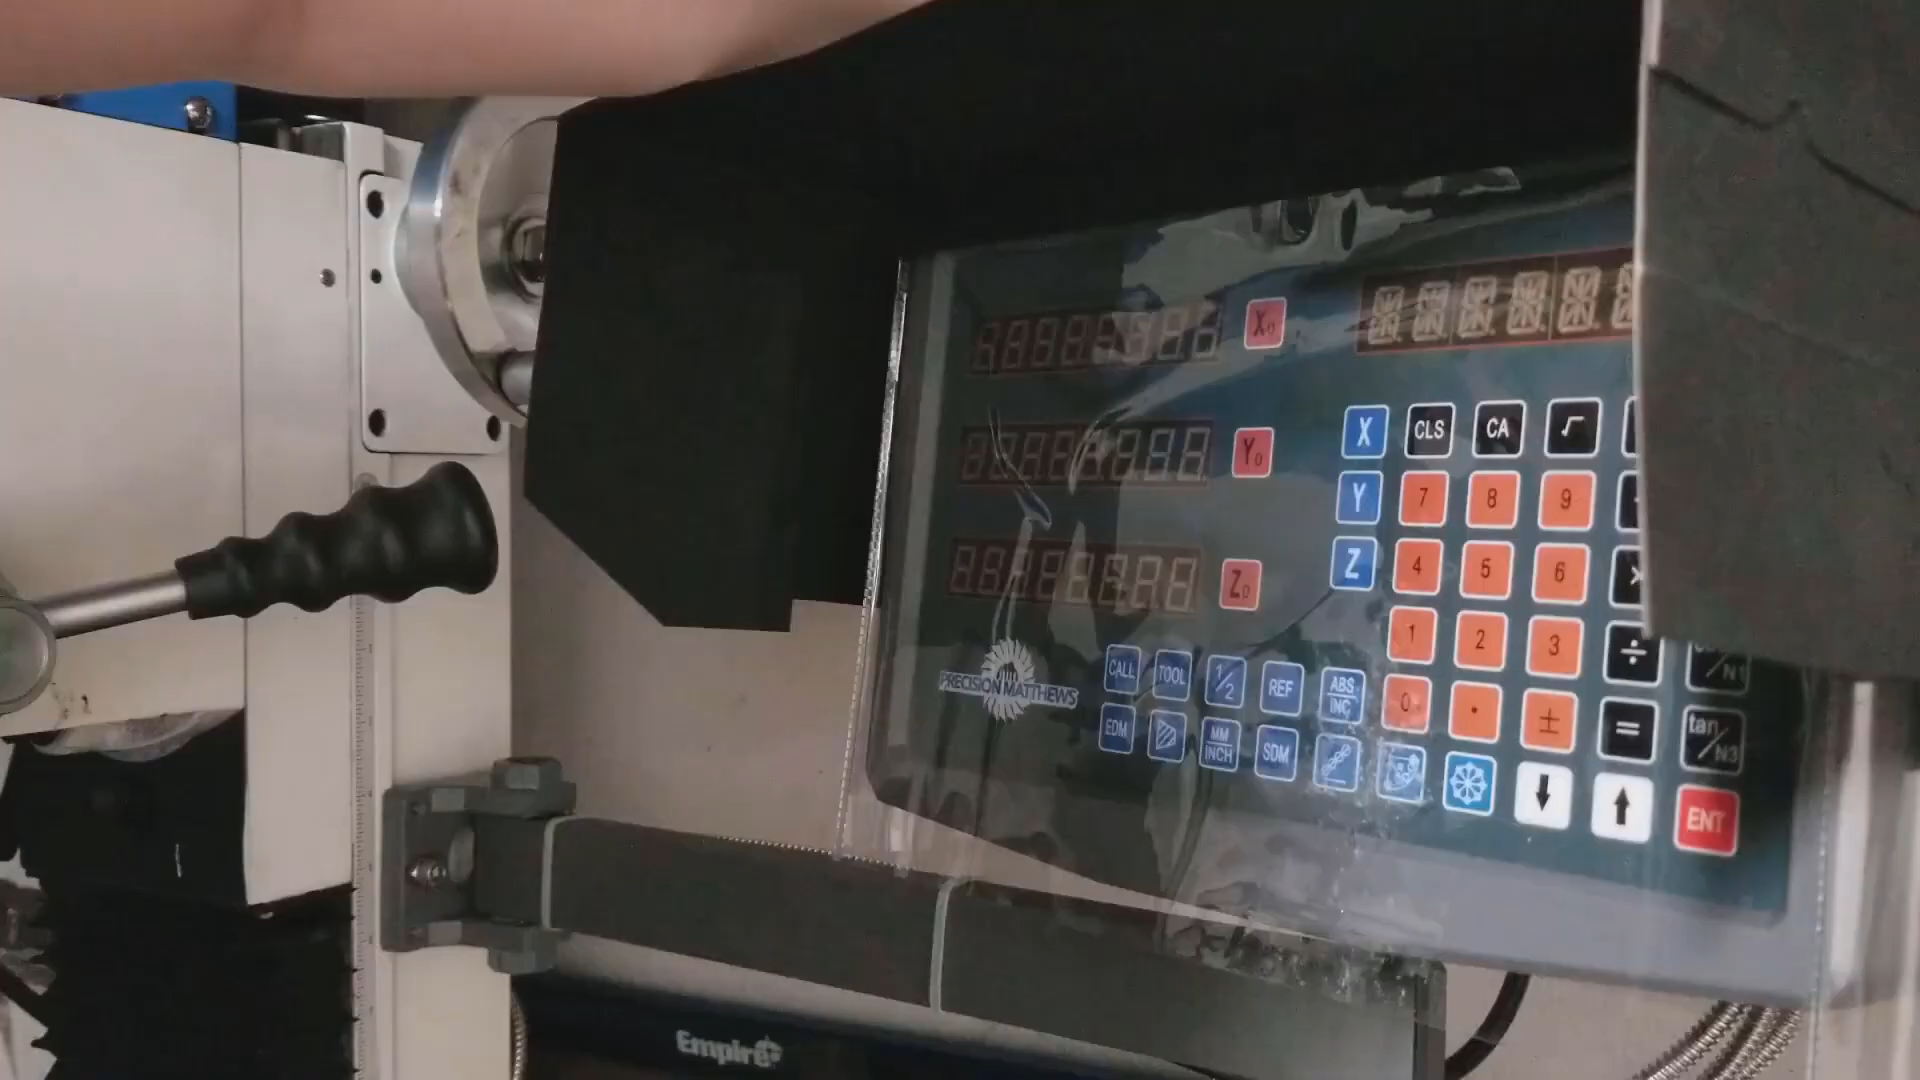 X₀
Y₀
Z₀
X CLS CA √
Y 7 8 9
Z 4 5 6
1 2 3 ÷
0 . ± =
PRECISION MATTHEWS
CALL TOOL 1/2 REF ABS/INC
EDM MM/INCH SDM
tan/N3
ENT
Empire